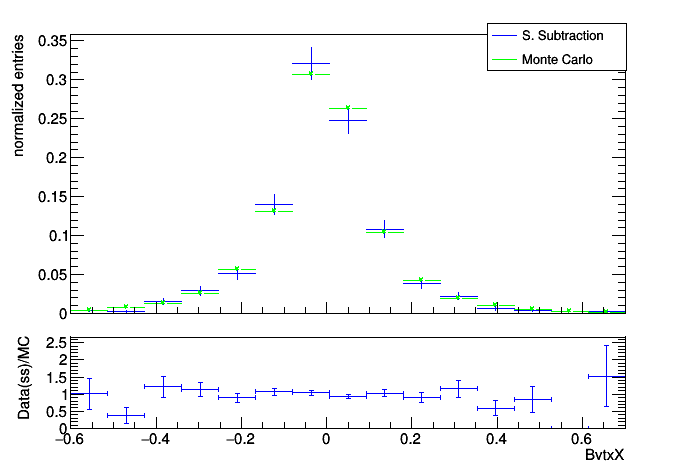 S. Subtraction
Monte Carlo
normalized entries
0.35
0.3
0.25
0.2
0.15
0.1
0.05
0
Data(ss)/MC
2.5
2
1.5
1
0.5
0
−0.6 −0.4 −0.2 0 0.2 0.4 0.6
BvtxX